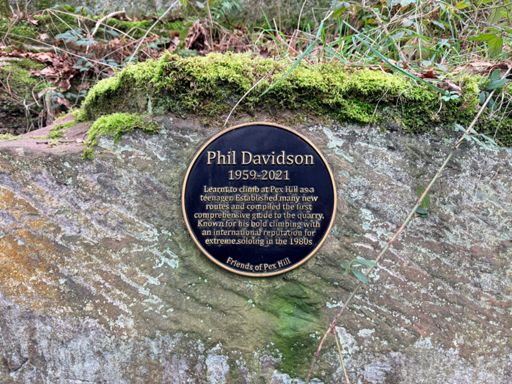 Phil Davidson
1959-2021
Learnt to climb at Pex Hill as a
teenager. Established many new
routes and compiled the first
comprehensive guide to the quarry.
Known for his bold climbing with
an international reputation for
extreme soloing in the 1980s
Friends of Pex Hill